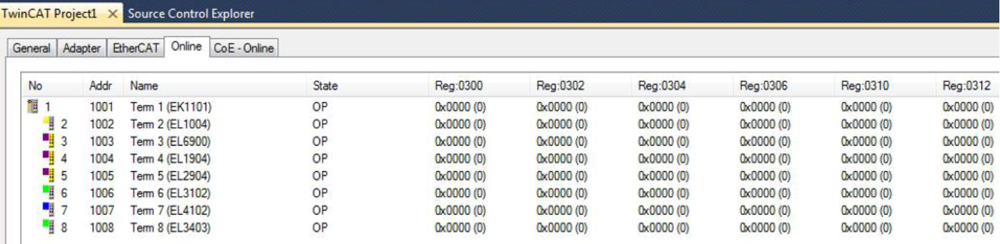 TwinCAT Project1 × Source Control Explorer
General Adapter EtherCAT Online CoE - Online
No Addr Name State Reg:0300 Reg:0302 Reg:0304 Reg:0306 Reg:0310 Reg:0312
1 1001 Term 1 (EK1101) OP 0x0000 (0) 0x0000 (0) 0x0000 (0) 0x0000 (0) 0x0000 (0) 0x0000 (0)
2 1002 Term 2 (EL1004) OP 0x0000 (0) 0x0000 (0) 0x0000 (0) 0x0000 (0) 0x0000 (0) 0x0000 (0)
3 1003 Term 3 (EL6900) OP 0x0000 (0) 0x0000 (0) 0x0000 (0) 0x0000 (0) 0x0000 (0) 0x0000 (0)
4 1004 Term 4 (EL1904) OP 0x0000 (0) 0x0000 (0) 0x0000 (0) 0x0000 (0) 0x0000 (0) 0x0000 (0)
5 1005 Term 5 (EL2904) OP 0x0000 (0) 0x0000 (0) 0x0000 (0) 0x0000 (0) 0x0000 (0) 0x0000 (0)
6 1006 Term 6 (EL3102) OP 0x0000 (0) 0x0000 (0) 0x0000 (0) 0x0000 (0) 0x0000 (0) 0x0000 (0)
7 1007 Term 7 (EL4102) OP 0x0000 (0) 0x0000 (0) 0x0000 (0) 0x0000 (0) 0x0000 (0) 0x0000 (0)
8 1008 Term 8 (EL3403) OP 0x0000 (0) 0x0000 (0) 0x0000 (0) 0x0000 (0) 0x0000 (0) 0x0000 (0)